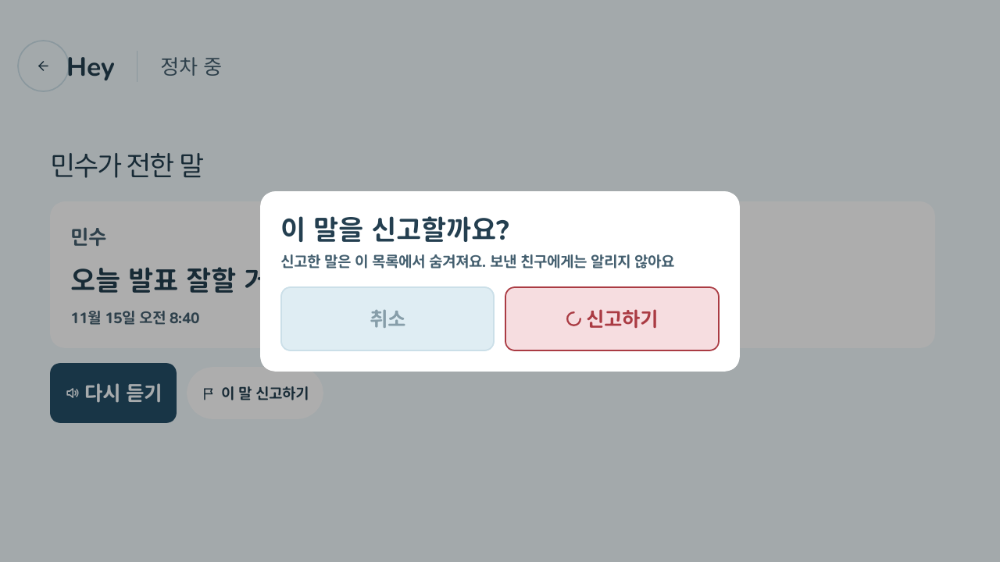 Hey
정차 중
민수가 전한 말
민수
오늘 발표 잘할
11월 15일 오전 8:40
이 말을 신고할까요?
신고한 말은 이 목록에서 숨겨져요. 보낸 친구에게는 알리지 않아요
취소
신고하기
다시 듣기
이 말 신고하기